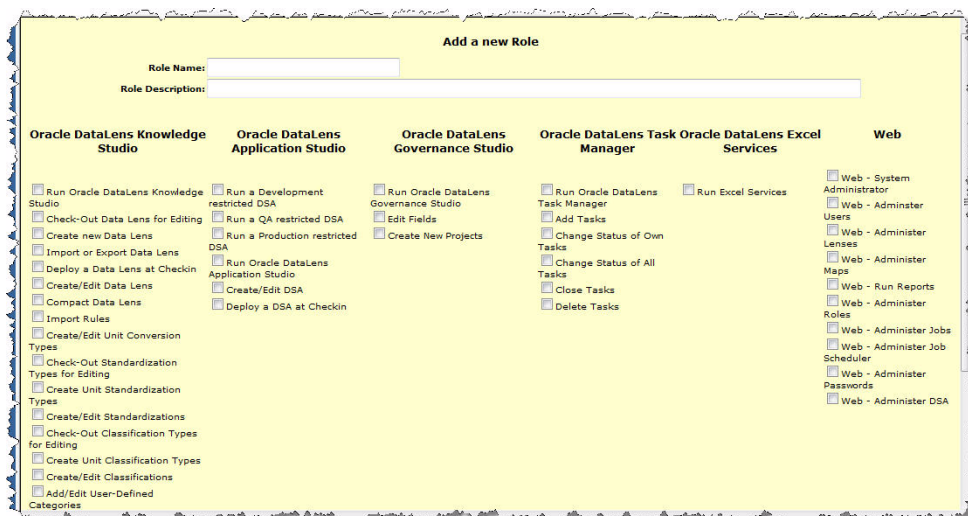 Add a new Role
Role Name:
Role Description:
Oracle DataLens Knowledge
Studio
Run Oracle DataLens Knowledge
Studio
Check-Out Data Lens for Editing
Create new Data Lens
Import or Export Data Lens
Deploy a Data Lens at Checkin
Create/Edit Data Lens
Compact Data Lens
Import Rules
Create/Edit Unit Conversion
Types
Check-Out Standardization
Types for Editing
Create Unit Standardization
Types
Create/Edit Standardizations
Check-Out Classification Types
for Editing
Create Unit Classification Types
Create/Edit Classifications
Add/Edit User-Defined
Categories
Oracle DataLens
Application Studio
Run a Development
restricted DSA
Run a QA restricted DSA
Run a Production restricted
DSA
Run Oracle DataLens
Application Studio
Create/Edit DSA
Deploy a DSA at Checkin
Oracle DataLens
Governance Studio
Run Oracle DataLens
Governance Studio
Edit Fields
Create New Projects
Oracle DataLens Task
Manager
Run Oracle DataLens
Task Manager
Add Tasks
Change Status of Own
Tasks
Change Status of All
Tasks
Close Tasks
Delete Tasks
Oracle DataLens Excel
Services
Run Excel Services
Web
Web - System
Administrator
Web - Adminster
Users
Web - Administer
Lenses
Web - Administer
Maps
Web - Run Reports
Web - Administer
Roles
Web - Administer Jobs
Web - Administer Job
Scheduler
Web - Administer
Passwords
Web - Administer DSA